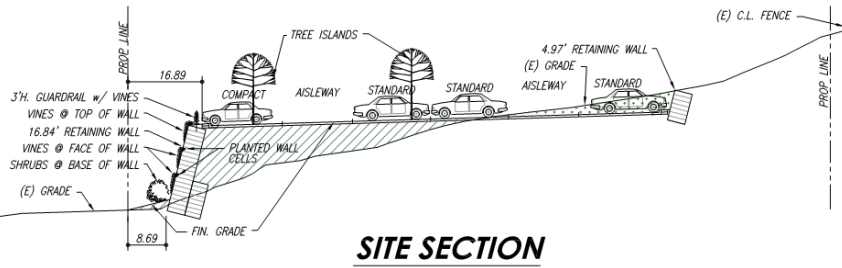 (E) C.L. FENCE
PROP LINE
TREE ISLANDS
4.97' RETAINING WALL
(E) GRADE
16.89
COMPACT
AISLEWAY
STANDARD
STANDARD
AISLEWAY
STANDARD
PROP LINE
3'H. GUARDRAIL w/ VINES
VINES @ TOP OF WALL
16.84' RETAINING WALL
VINES @ FACE OF WALL
SHRUBS @ BASE OF WALL
PLANTED WALL
CELLS
(E) GRADE
FIN. GRADE
8.69
SITE SECTION